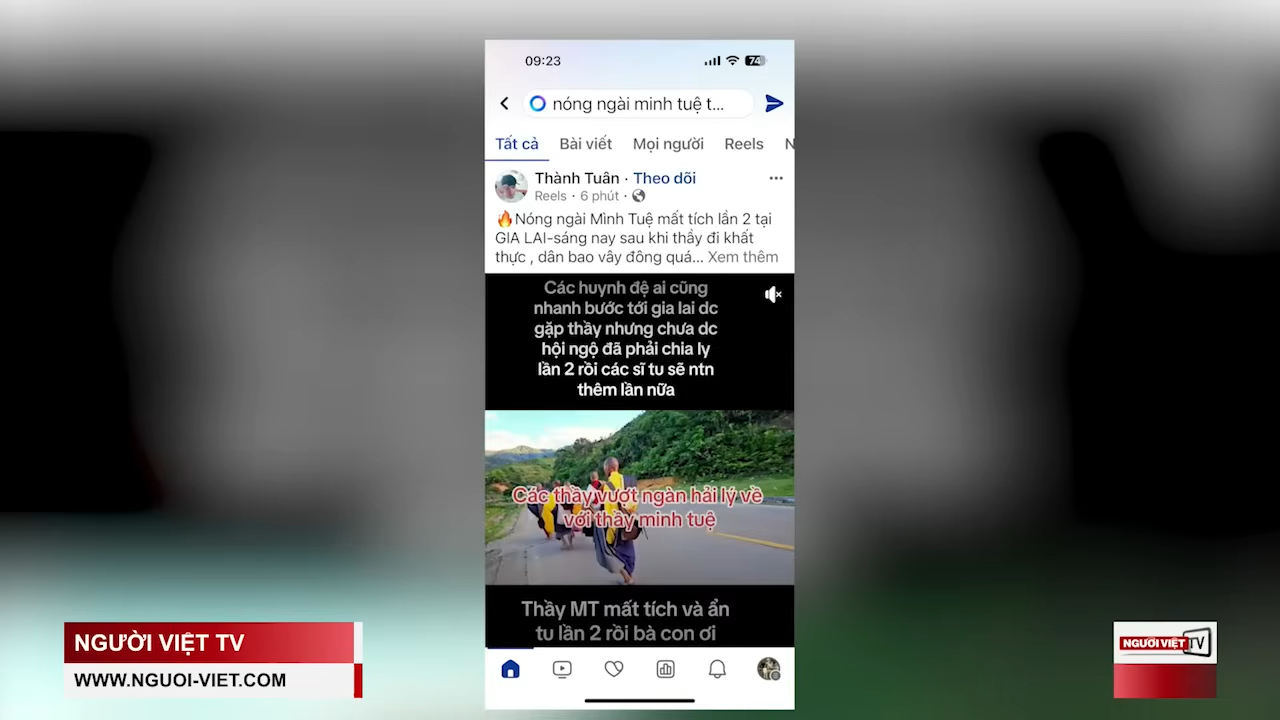 09:23
74
nóng ngài minh tuệ t...
Tất cả
Bài viết
Mọi người
Reels
N
Thành Tuân · Theo dõi
Reels · 6 phút ·
🔥Nóng ngài Mình Tuệ mất tích lần 2 tại
GIA LAI-sáng nay sau khi thầy đi khất
thực , dân bao vây đông quá... Xem thêm
Các huynh đệ ai cũng
nhanh bước tới gia lai dc
gặp thầy nhưng chưa dc
hội ngộ đã phải chia ly
lần 2 rồi các sĩ tu sẽ ntn
thêm lần nữa
Các thầy vượt ngàn hải lý về
với thầy minh tuệ
Thầy MT mất tích và ẩn
tu lần 2 rồi bà con ơi
NGƯỜI VIỆT TV
WWW.NGUOI-VIET.COM
NGƯỜI VIỆT TV